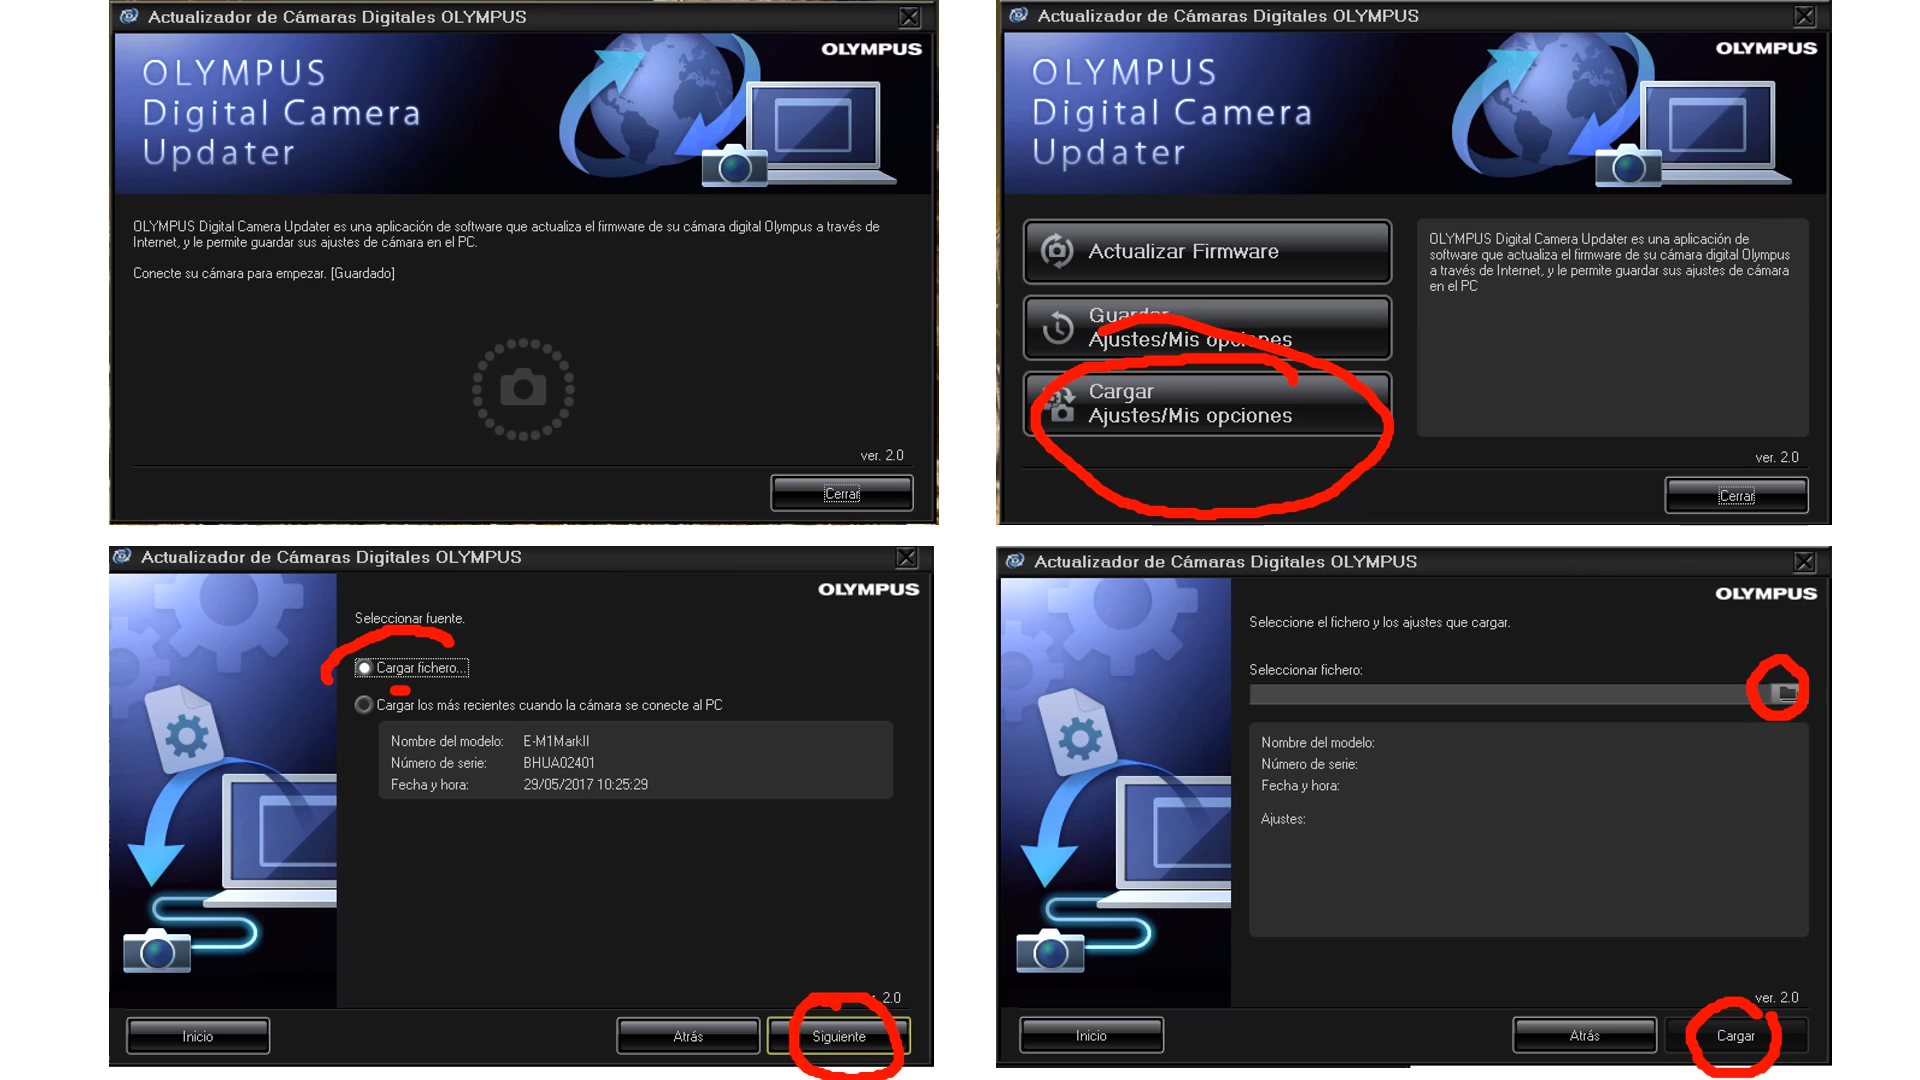 Actualizador de Cámaras Digitales OLYMPUS
OLYMPUS
OLYMPUS
Digital Camera
Updater
OLYMPUS Digital Camera Updater es una aplicación de software que actualiza el firmware de su cámara digital Olympus a través de
Internet, y le permite guardar sus ajustes de cámara en el PC.
Conecte su cámara para empezar. [Guardado]
ver. 2.0
Cerrar
Actualizador de Cámaras Digitales OLYMPUS
OLYMPUS
OLYMPUS
Digital Camera
Updater
Actualizar Firmware
Guardar
Ajustes/Mis opciones
Cargar
Ajustes/Mis opciones
OLYMPUS Digital Camera Updater es una aplicación de
software que actualiza el firmware de su cámara digital Olympus
a través de Internet, y le permite guardar sus ajustes de cámara
en el PC
ver. 2.0
Cerrar
Actualizador de Cámaras Digitales OLYMPUS
OLYMPUS
Seleccionar fuente.
Cargar fichero...
Cargar los más recientes cuando la cámara se conecte al PC
Nombre del modelo: E-M1MarkII
Número de serie: BHUA02401
Fecha y hora: 29/05/2017 10:25:29
2.0
Inicio
Atrás
Siguiente
Actualizador de Cámaras Digitales OLYMPUS
OLYMPUS
Seleccione el fichero y los ajustes que cargar.
Seleccionar fichero:
Nombre del modelo:
Número de serie:
Fecha y hora:
Ajustes:
ver. 2.0
Inicio
Atrás
Cargar